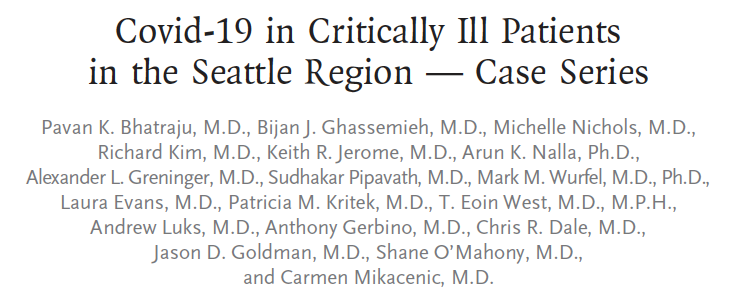 Covid-19 in Critically Ill Patients
in the Seattle Region — Case Series
Pavan K. Bhatraju, M.D., Bijan J. Ghassemieh, M.D., Michelle Nichols, M.D.,
Richard Kim, M.D., Keith R. Jerome, M.D., Arun K. Nalla, Ph.D.,
Alexander L. Greninger, M.D., Sudhakar Pipavath, M.D., Mark M. Wurfel, M.D., Ph.D.,
Laura Evans, M.D., Patricia M. Kritek, M.D., T. Eoin West, M.D., M.P.H.,
Andrew Luks, M.D., Anthony Gerbino, M.D., Chris R. Dale, M.D.,
Jason D. Goldman, M.D., Shane O’Mahony, M.D.,
and Carmen Mikacenic, M.D.